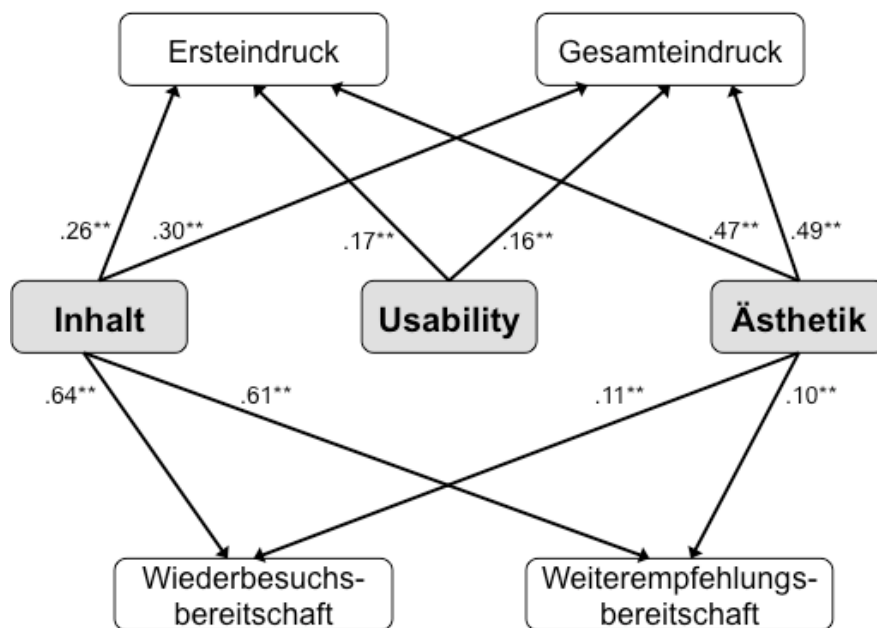 Ersteindruck
Gesamteindruck
.26**
.30**
.17**
.16**
.47**
.49**
Inhalt
Usability
Ästhetik
.64**
.61**
.11**
.10**
Wiederbesuchs-
bereitschaft
Weiterempfehlungs-
bereitschaft